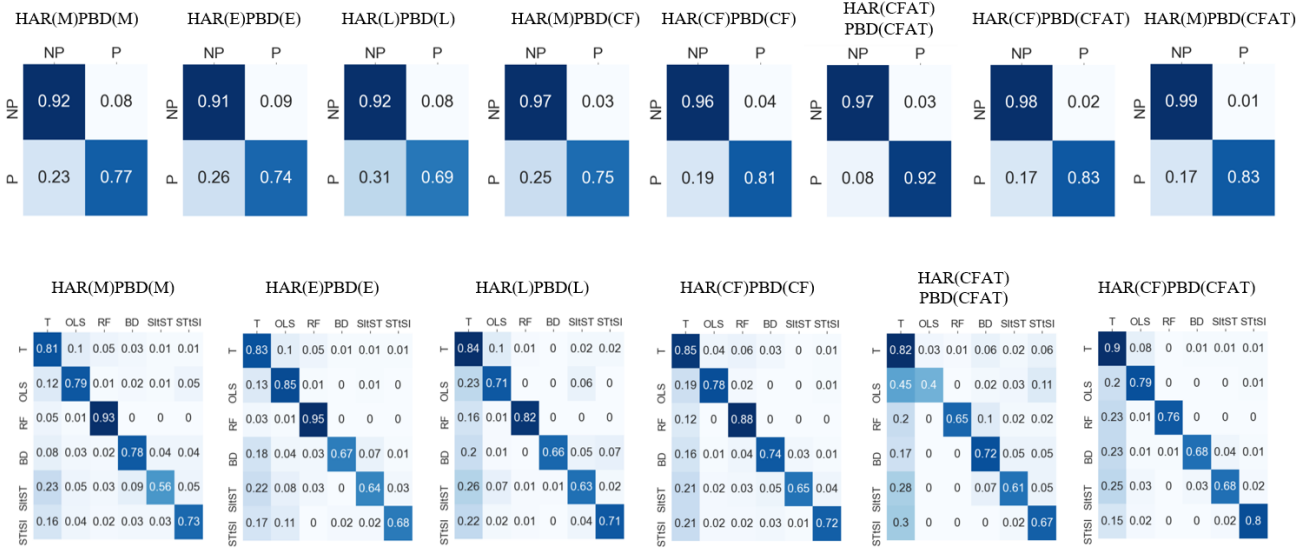 HAR(M)PBD(M) HAR(E)PBD(E) HAR(L)PBD(L) HAR(M)PBD(CF) HAR(CF)PBD(CF) HAR(CFAT) PBD(CFAT) HAR(CF)PBD(CFAT) HAR(M)PBD(CFAT)
NP P NP P NP P NP P NP P NP P NP P NP P
NP 0.92 0.08 NP 0.91 0.09 NP 0.92 0.08 NP 0.97 0.03 NP 0.96 0.04 NP 0.97 0.03 NP 0.98 0.02 NP 0.99 0.01
P 0.23 0.77 P 0.26 0.74 P 0.31 0.69 P 0.25 0.75 P 0.19 0.81 P 0.08 0.92 P 0.17 0.83 P 0.17 0.83
HAR(M)PBD(M) HAR(E)PBD(E) HAR(L)PBD(L) HAR(CF)PBD(CF) HAR(CFAT) PBD(CFAT) HAR(CF)PBD(CFAT)
T OLS RF BD SltST STtSI T OLS RF BD SltST STtSI T OLS RF BD SltST STtSI T OLS RF BD SltST STtSI T OLS RF BD SltST STtSI T OLS RF BD SltST STtSI
T 0.81 0.1 0.05 0.03 0.01 0.01 T 0.83 0.1 0.05 0.01 0.01 0.01 T 0.84 0.1 0.01 0 0.02 0.02 T 0.85 0.04 0.06 0.03 0 0.01 T 0.82 0.03 0.01 0.06 0.02 0.06 T 0.9 0.08 0 0.01 0 0.01
OLS 0.12 0.79 0.01 0.02 0.01 0.05 OLS 0.13 0.85 0.01 0 0.01 0 OLS 0.23 0.71 0 0 0.06 0 OLS 0.19 0.78 0.02 0 0 0.01 OLS 0.45 0.4 0 0.02 0.03 0.11 OLS 0.2 0.79 0 0 0 0.01
RF 0.05 0.01 0.93 0 0 0 RF 0.03 0.01 0.95 0 0 0 RF 0.16 0.01 0.82 0 0 0 RF 0.12 0 0.88 0 0 0 RF 0.2 0 0.65 0.1 0.02 0.02 RF 0.23 0.01 0.76 0 0 0
BD 0.08 0.03 0.02 0.78 0.04 0.04 BD 0.18 0.04 0.03 0.67 0.07 0.01 BD 0.2 0.01 0 0.66 0.05 0.07 BD 0.16 0.01 0.04 0.74 0.03 0.01 BD 0.17 0 0 0.72 0.05 0.05 BD 0.23 0.01 0.01 0.68 0.04 0.01
SltST 0.23 0.05 0.03 0.09 0.56 0.05 SltST 0.22 0.08 0.03 0 0.64 0.03 SltST 0.26 0.07 0.01 0 0.63 0.02 SltST 0.21 0.02 0.03 0.05 0.65 0.04 SltST 0.28 0 0 0.07 0.61 0.05 SltST 0.25 0.03 0 0.02 0.68 0.02
STtSI 0.16 0.04 0.02 0.03 0.03 0.73 STtSI 0.17 0.11 0 0.02 0.02 0.68 STtSI 0.22 0.02 0.01 0 0.04 0.71 STtSI 0.21 0.02 0.02 0.03 0.01 0.72 STtSI 0.3 0 0 0 0.02 0.67 STtSI 0.15 0.02 0 0 0.02 0.8